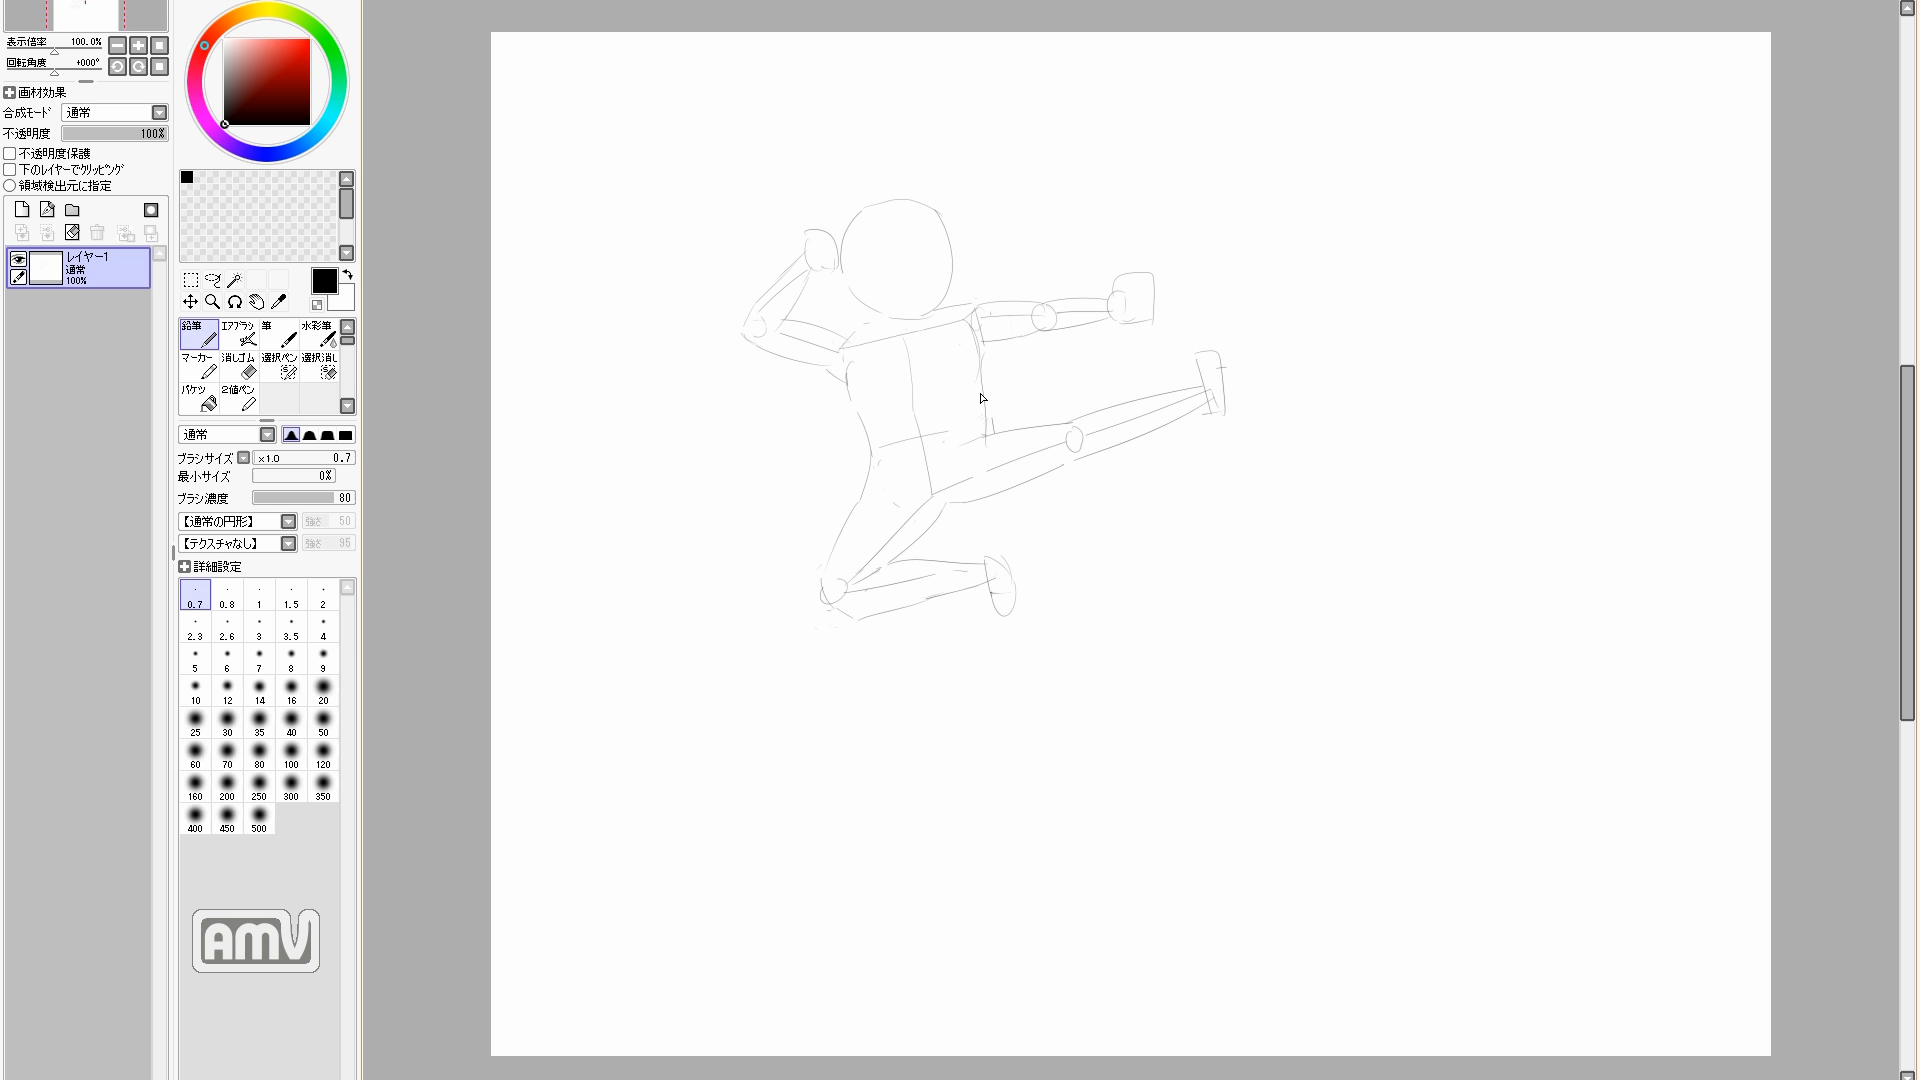 表示倍率 100.0%
回転角度 +000°
画材効果
合成モード 通常
不透明度 100%
不透明度保護
下のレイヤーでクリッピング
領域検出元に指定
レイヤー1
通常
100%
鉛筆 エアブラシ 筆 水彩筆
マーカー 消しゴム 選択ペン 選択消し
バケツ 2値ペン
通常
ブラシサイズ ×1.0 0.7
最小サイズ 0%
ブラシ濃度 80
【通常の円形】 強さ 50
【テクスチャなし】 強さ 95
詳細設定
0.7 0.8 1 1.5 2
2.3 2.6 3 3.5 4
5 6 7 8 9
10 12 14 16 20
25 30 35 40 50
60 70 80 100 120
160 200 250 300 350
400 450 500
AMV